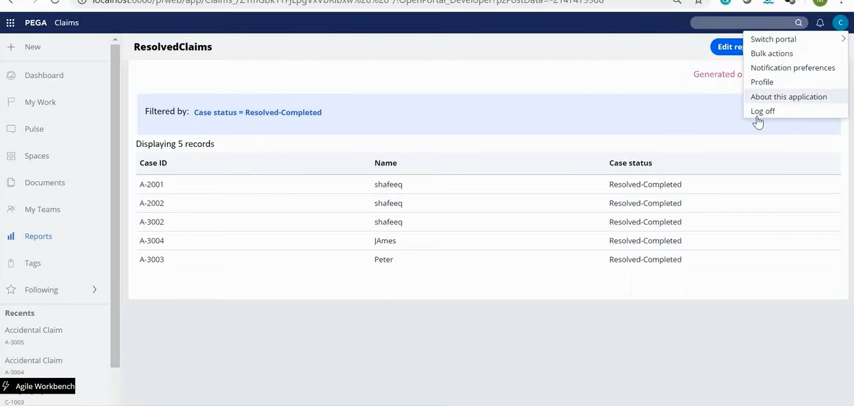 PEGA Claims
C
New
Dashboard
My Work
Pulse
Spaces
Documents
My Teams
Reports
Tags
Following
Recents
Accidental Claim
A-3005
Accidental Claim
A-3004
Agile Workbench
C-1003
ResolvedClaims
Edit re
Generated o
Filtered by: Case status = Resolved-Completed
Displaying 5 records
Case ID Name Case status
A-2001 shafeeq Resolved-Completed
A-2002 shafeeq Resolved-Completed
A-3002 shafeeq Resolved-Completed
A-3004 JAmes Resolved-Completed
A-3003 Peter Resolved-Completed
Switch portal
Bulk actions
Notification preferences
Profile
About this application
Log off